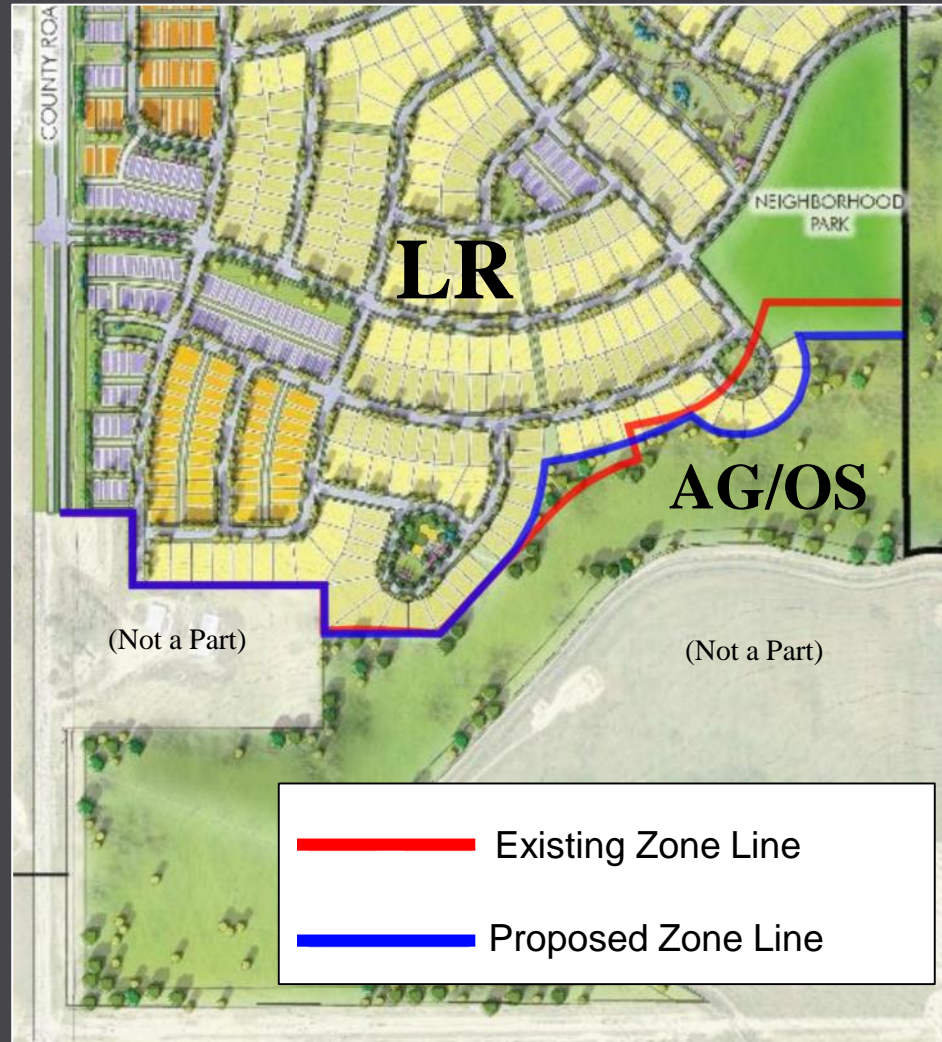 COUNTY ROA
NEIGHBORHOOD
PARK
LR
AG/OS
(Not a Part)
(Not a Part)
Existing Zone Line
Proposed Zone Line